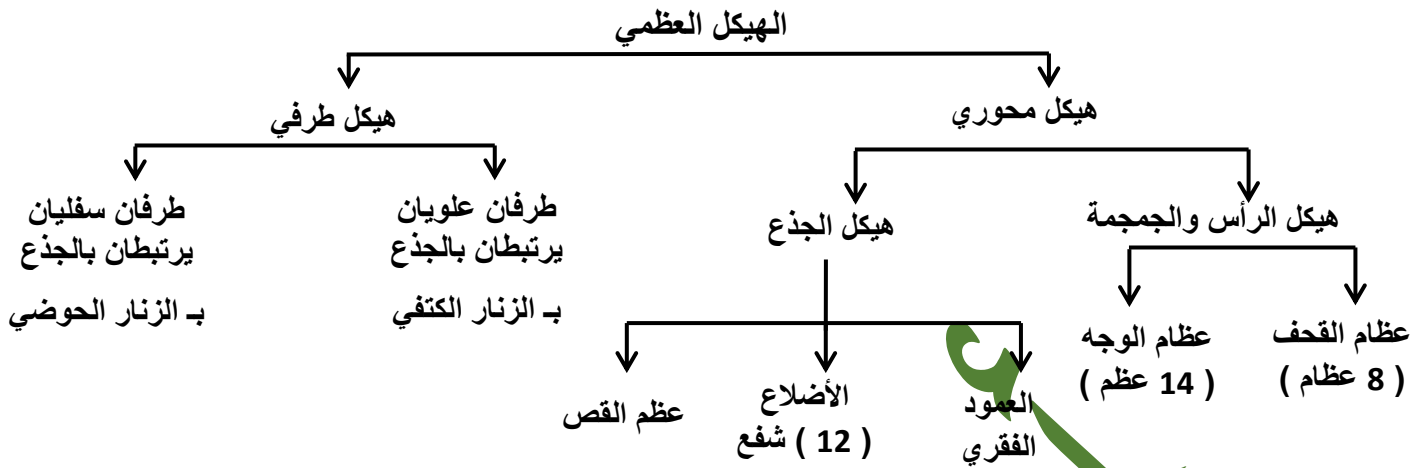 الهيكل العظمي
هيكل محوري
هيكل طرفي
هيكل الرأس والجمجمة
هيكل الجذع
طرفان علويان
يرتبطان بالجذع
بـ الزنار الكتفي
طرفان سفليان
يرتبطان بالجذع
بـ الزنار الحوضي
عظام القحف
( 8 عظام )
عظام الوجه
( 14 عظم )
العمود
الفقري
الأضلاع
( 12 ) شفع
عظم القص